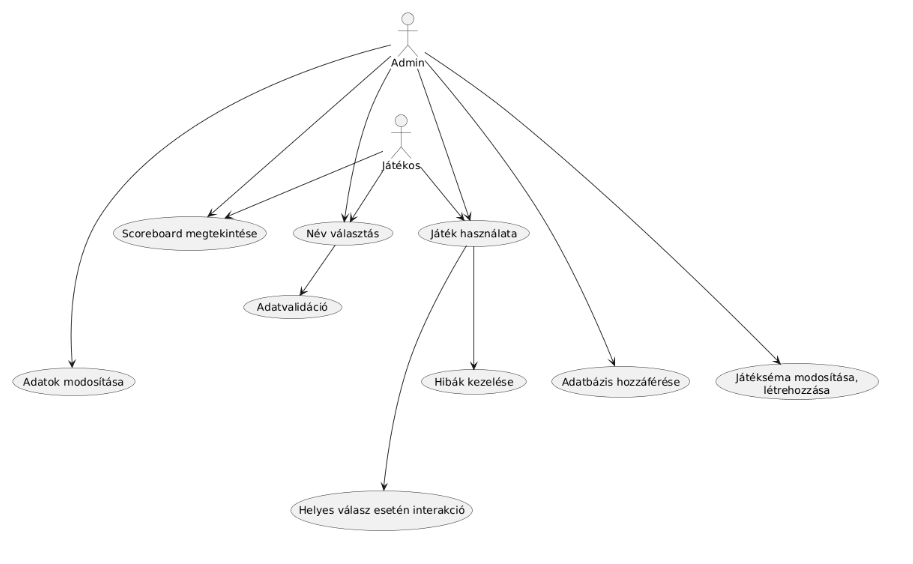 Admin
Játékos
Scoreboard megtekintése
Név választás
Játék használata
Adatvalidáció
Adatok modosítása
Hibák kezelése
Adatbázis hozzáférése
Játékséma modosítása,
létrehozzása
Helyes válasz esetén interakció